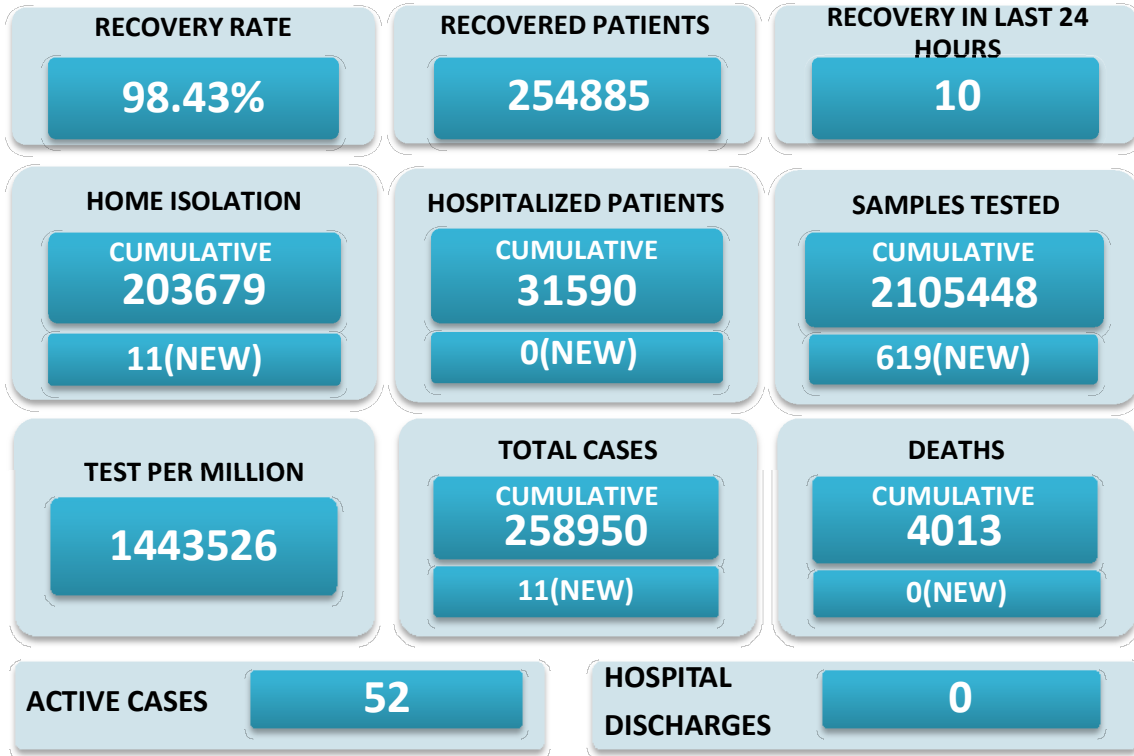 RECOVERY RATE
98.43%
RECOVERED PATIENTS
254885
RECOVERY IN LAST 24
HOURS
10
HOME ISOLATION
CUMULATIVE
203679
11(NEW)
HOSPITALIZED PATIENTS
CUMULATIVE
31590
0(NEW)
SAMPLES TESTED
CUMULATIVE
2105448
619(NEW)
TEST PER MILLION
1443526
TOTAL CASES
CUMULATIVE
258950
11(NEW)
DEATHS
CUMULATIVE
4013
0(NEW)
ACTIVE CASES
52
HOSPITAL
DISCHARGES
0